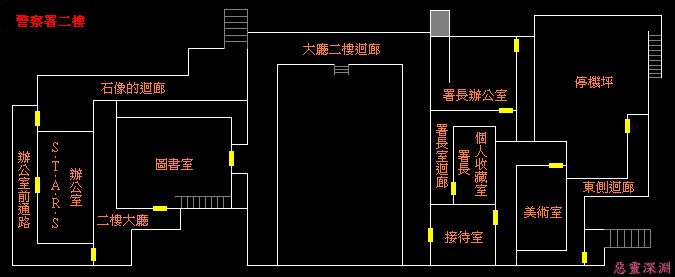 警察署二樓
大廳二樓迴廊
停機坪
石像的迴廊
署長辦公室
辦公室前通路
S.T.A.R.S
辦公室
圖書室
署長室迴廊
署長
個人收藏室
東側迴廊
二樓大廳
美術室
接待室
惡靈深淵